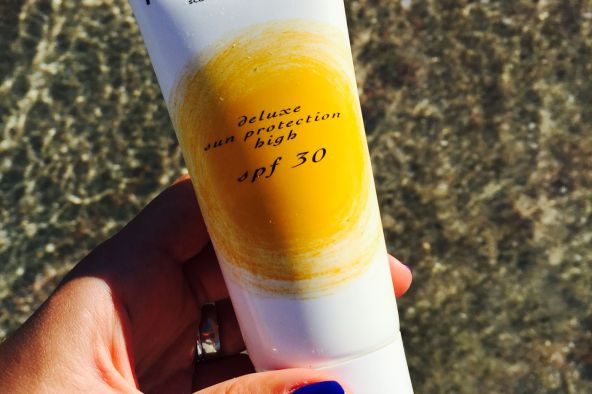 deluxe
sun protection
high
spf 30